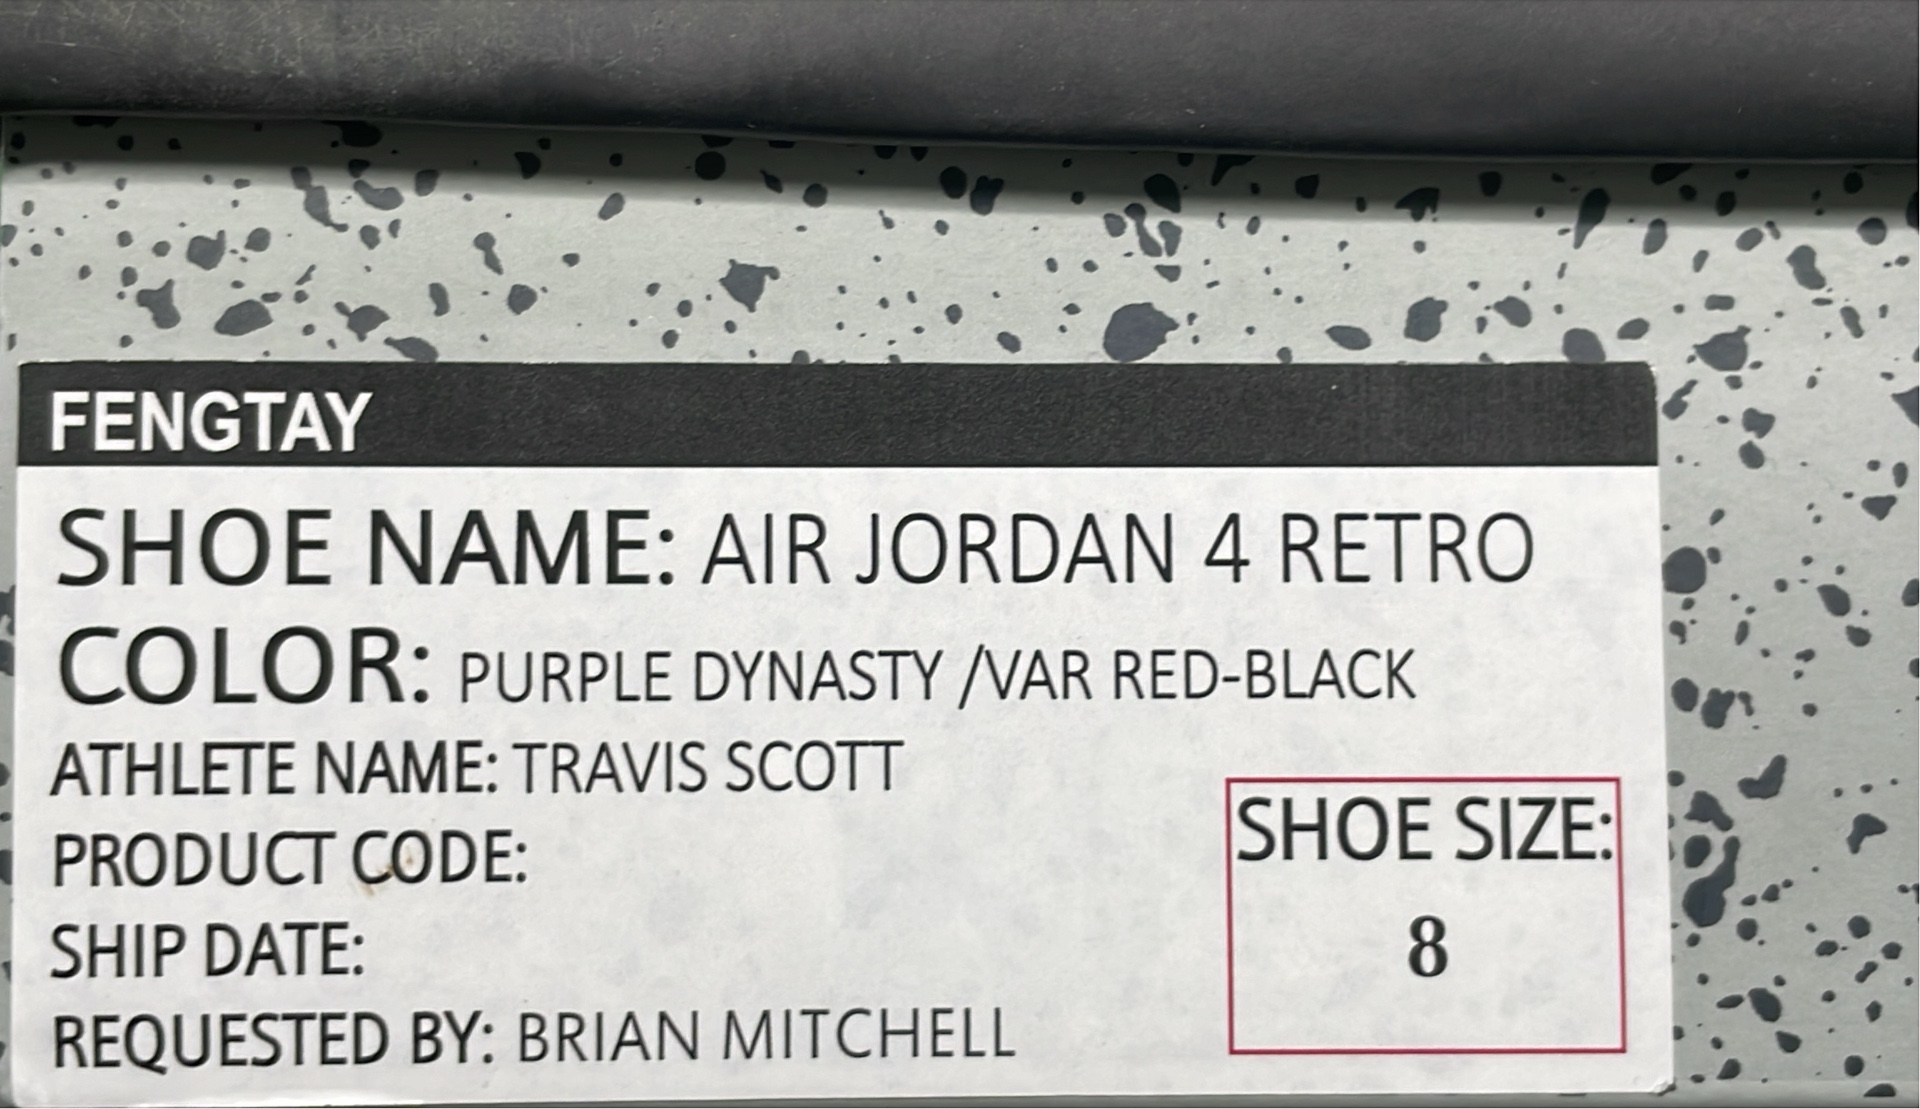 FENGTAY
SHOE NAME: AIR JORDAN 4 RETRO
COLOR: PURPLE DYNASTY /VAR RED-BLACK
ATHLETE NAME: TRAVIS SCOTT
PRODUCT CODE:
SHIP DATE:
REQUESTED BY: BRIAN MITCHELL
SHOE SIZE:
8